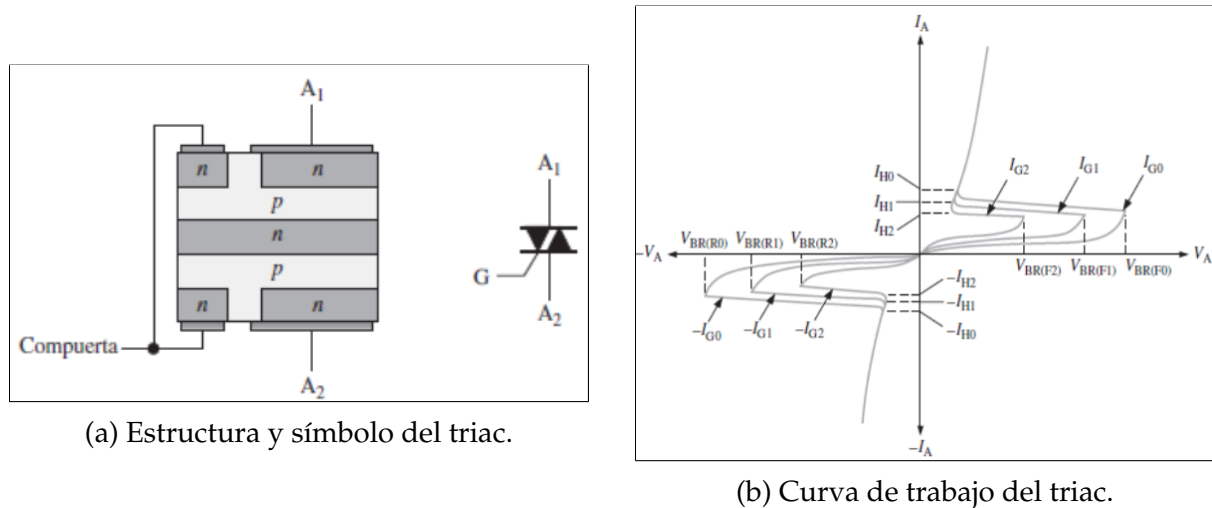 A1
n
n
p
n
p
n
n
Compuerta
A2
A1
G
A2
(a) Estructura y símbolo del triac.
IA
IH0
IH1
IH2
IG2
IG1
IG0
VBR(R0) VBR(R1) VBR(R2)
–VA
VA
VBR(F2) VBR(F1) VBR(F0)
–IH2
–IH1
–IH0
–IG0 –IG1 –IG2
–IA
(b) Curva de trabajo del triac.